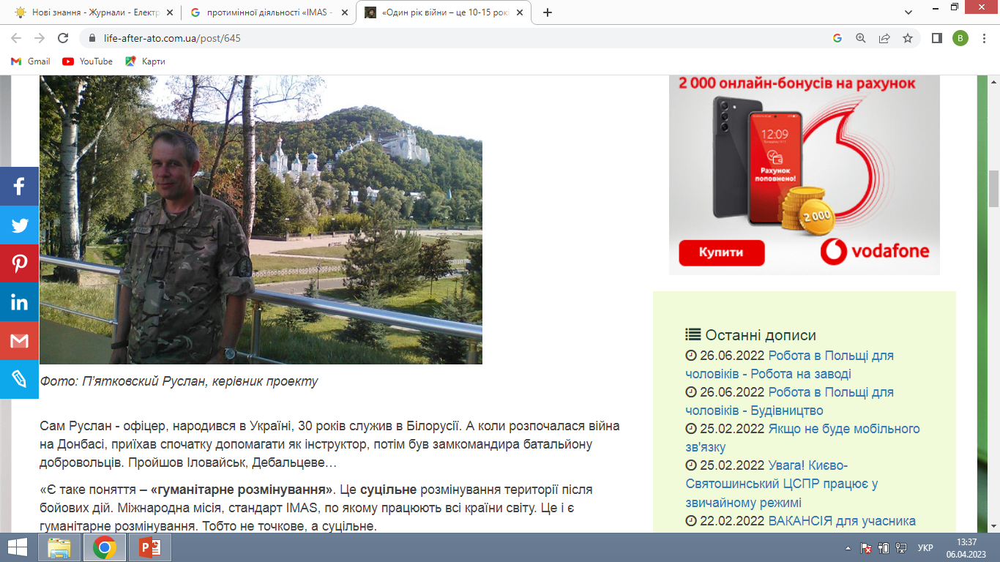 Нові знання - Журнали - Електр
протимінної діяльності «IMAS -
«Один рік війни – це 10-15 рокі
life-after-ato.com.ua/post/645
B
Gmail
YouTube
Карти
2 000 онлайн-бонусів на рахунок
12:09
Рахунок
поповнено!
2 000
Купити
vodafone
Фото: П’ятковский Руслан, керівник проекту
Сам Руслан - офіцер, народився в Україні, 30 років служив в Білорусії. А коли розпочалася війна
на Донбасі, приїхав спочатку допомагати як інструктор, потім був замкомандира батальйону
добровольців. Пройшов Іловайськ, Дебальцеве…
«Є таке поняття – «гуманітарне розмінування». Це суцільне розмінування території після
бойових дій. Міжнародна місія, стандарт IMAS, по якому працюють всі країни світу. Це і є
гуманітарне розмінування. Тобто не точкове, а суцільне.
Останні дописи
26.06.2022 Робота в Польщі для
чоловіків - Робота на заводі
26.06.2022 Робота в Польщі для
чоловіків - Будівництво
25.02.2022 Якщо не буде мобільного
зв'язку
25.02.2022 Увага! Києво-
Святошинський ЦСПР працює у
звичайному режимі
22.02.2022 ВАКАНСІЯ для учасника
УКР
13:37
06.04.2023